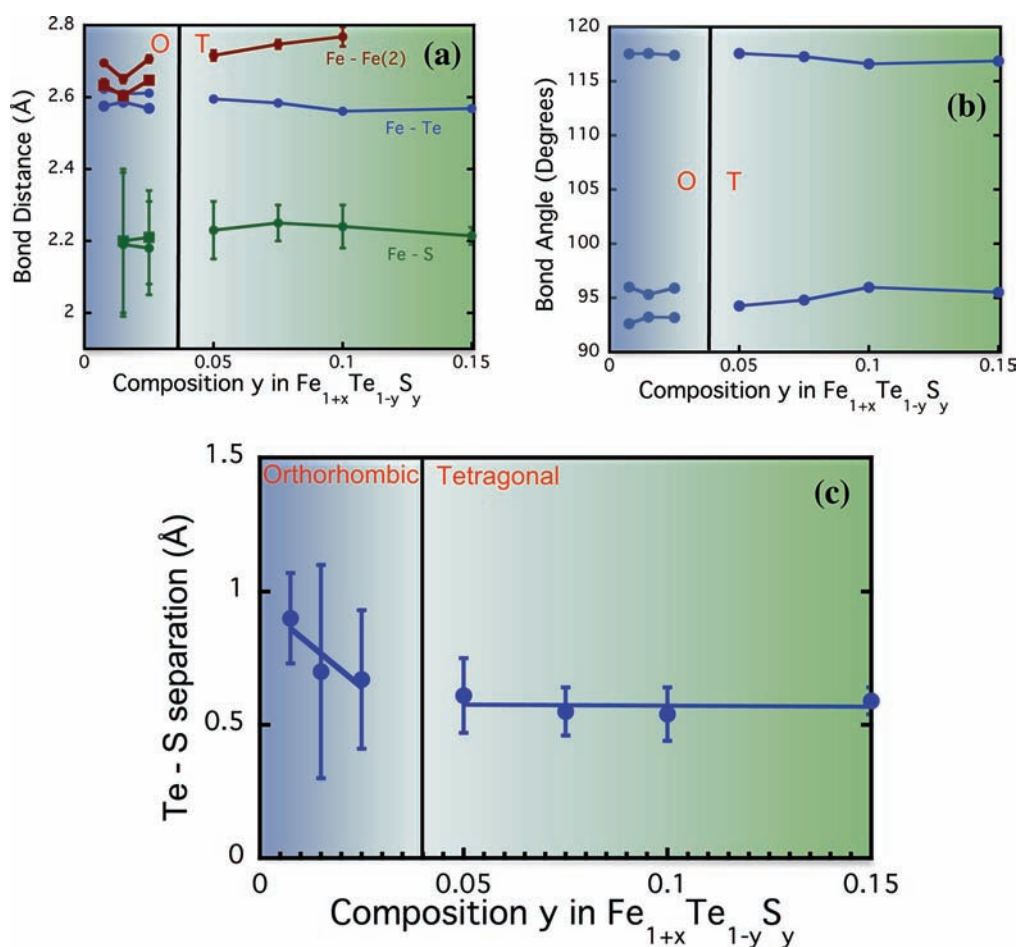 (a)
O T
Fe - Fe(2)
Fe - Te
Fe - S
2.8
2.6
2.4
2.2
2
Bond Distance (Å)
0 0.05 0.1 0.15
Composition y in Fe1+xTe1-ySy
(b)
O T
120
115
110
105
100
95
90
Bond Angle (Degrees)
0 0.05 0.1 0.15
Composition y in Fe1+xTe1-ySy
Orthorhombic Tetragonal
(c)
1.5
1
0.5
0
Te - S separation (Å)
0 0.05 0.1 0.15
Composition y in Fe1+xTe1-ySy